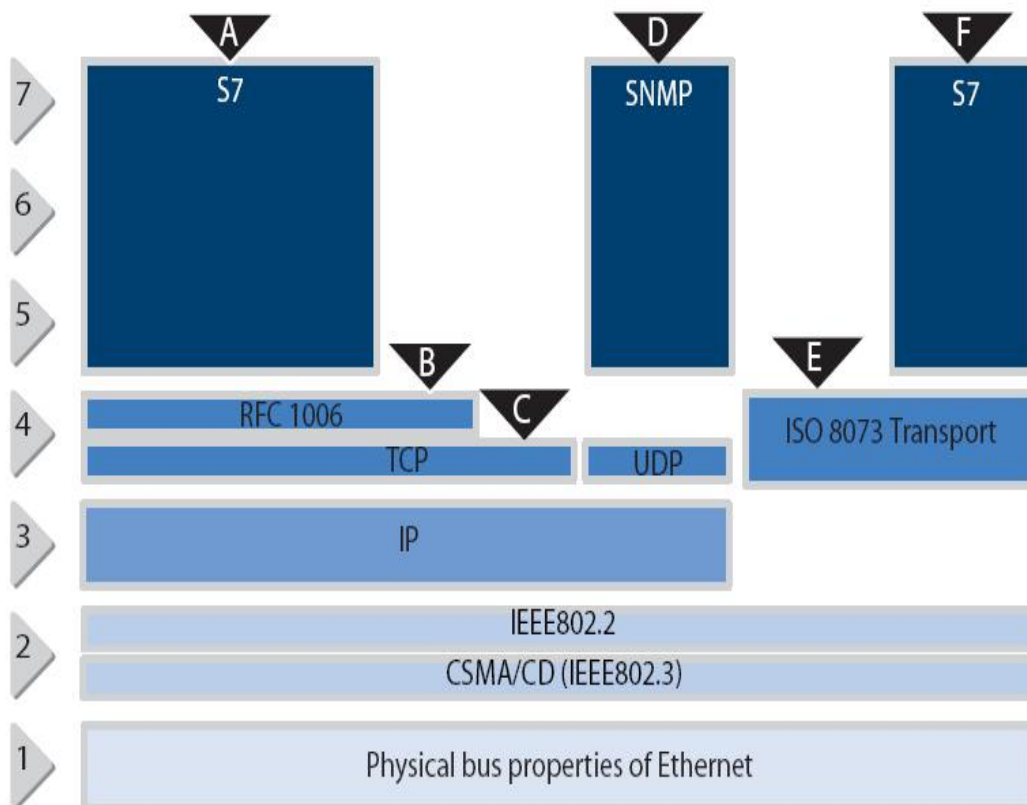 A
D
F
7
S7
SNMP
S7
6
5
B
E
C
4
RFC 1006
ISO 8073 Transport
TCP
UDP
3
IP
2
IEEE802.2
CSMA/CD (IEEE802.3)
1
Physical bus properties of Ethernet